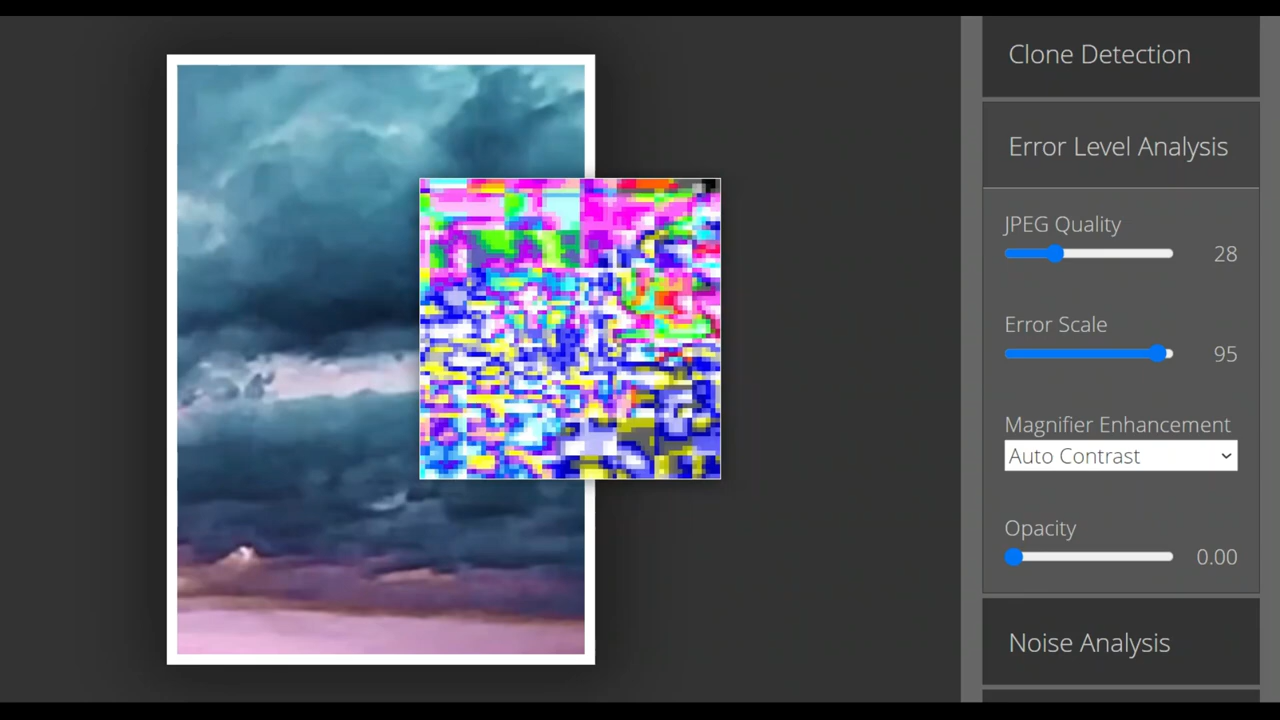 Clone Detection
Error Level Analysis
JPEG Quality
28
Error Scale
95
Magnifier Enhancement
Auto Contrast
Opacity
0.00
Noise Analysis